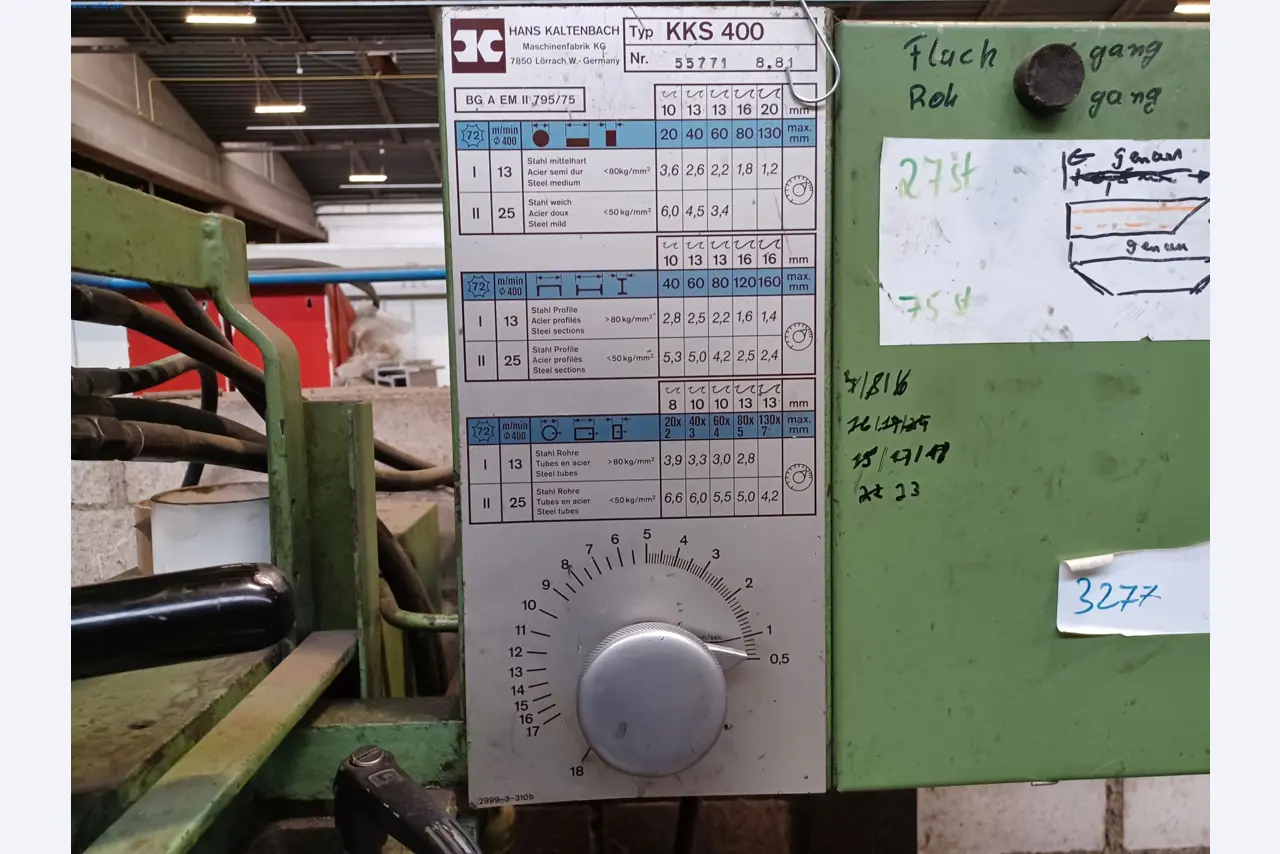 HANS KALTENBACH
Maschinenfabrik KG
7850 Lörrach,W.-Germany
Typ KKS 400
Nr. 55771 8.81
BG A EM II 795/75
10 13 13 16 20 mm
72 m/min Φ400 20 40 60 80 130 max. mm
I 13 Stahl mittelhart
Acier semi dur <80kg/mm² 3,6 2,6 2,2 1,8 1,2
Steel medium
II 25 Stahl weich
Acier doux <50kg/mm² 6,0 4,5 3,4
Steel mild
10 13 13 16 16 mm
72 m/min Φ400 40 60 80 120 160 max. mm
I 13 Stahl Profile
Acier profilés >80kg/mm² 2,8 2,5 2,2 1,6 1,4
Steel sections
II 25 Stahl Profile
Acier profilés <50kg/mm² 5,3 5,0 4,2 2,5 2,4
Steel sections
8 10 10 13 13 mm
72 m/min Φ400 20x2 40x3 60x4 80x5 130x7 max. mm
I 13 Stahl Rohre
Tubes en acier >80kg/mm² 3,9 3,3 3,0 2,8
Steel tubes
II 25 Stahl Rohre
Tubes en acier <50kg/mm² 6,6 6,0 5,5 5,0 4,2
Steel tubes
5
6 4
7 3
8
9 2
10
11 1
m/sec.
12 0,5
13
14
15
16
17
18
2999-3-310b
Flach gang
Roh gang
27st
genau
genau
75st
3277